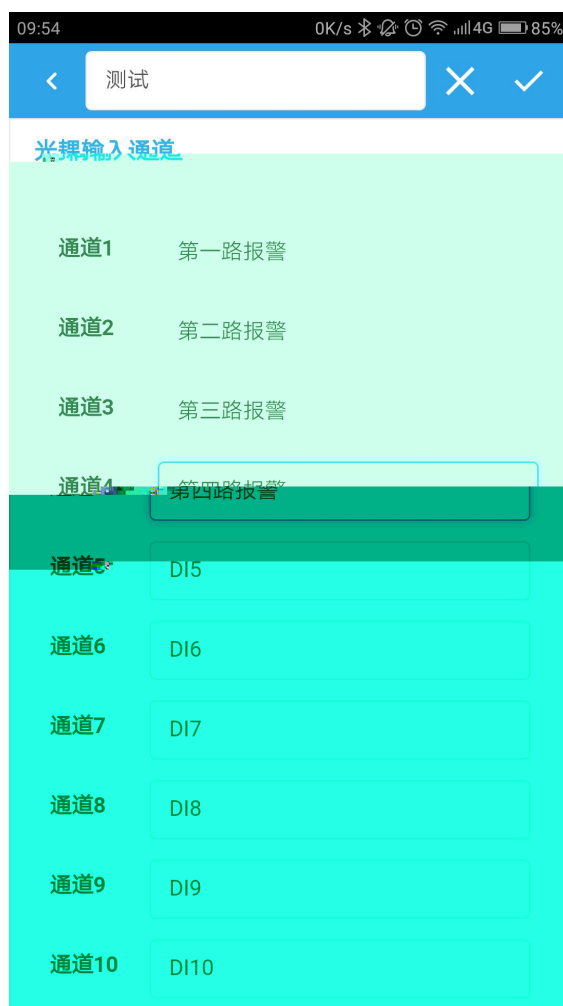 09:54 0K/s 4G 85%
测试
光耦输入通道
通道1 第一路报警
通道2 第二路报警
通道3 第三路报警
通道4 第四路报警
通道5 DI5
通道6 DI6
通道7 DI7
通道8 DI8
通道9 DI9
通道10 DI10